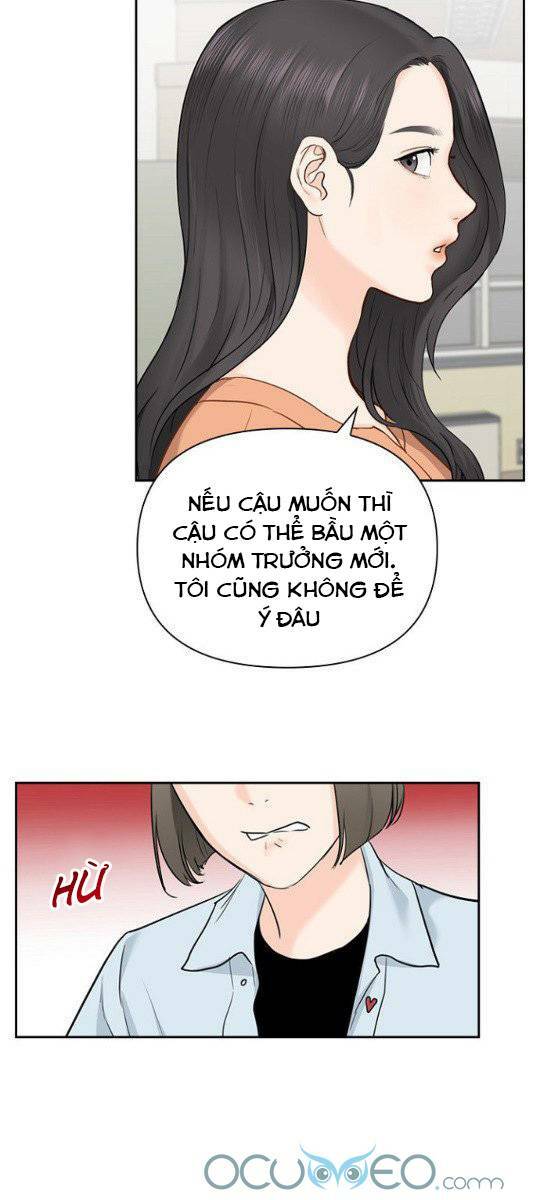 NẾU CẬU MUỐN THÌ
CẬU CÓ THỂ BẦU MỘT
NHÓM TRƯỞNG MỚI.
TÔI CŨNG KHÔNG ĐỂ
Ý ĐÂU
HỪ
OCUMEO.comm